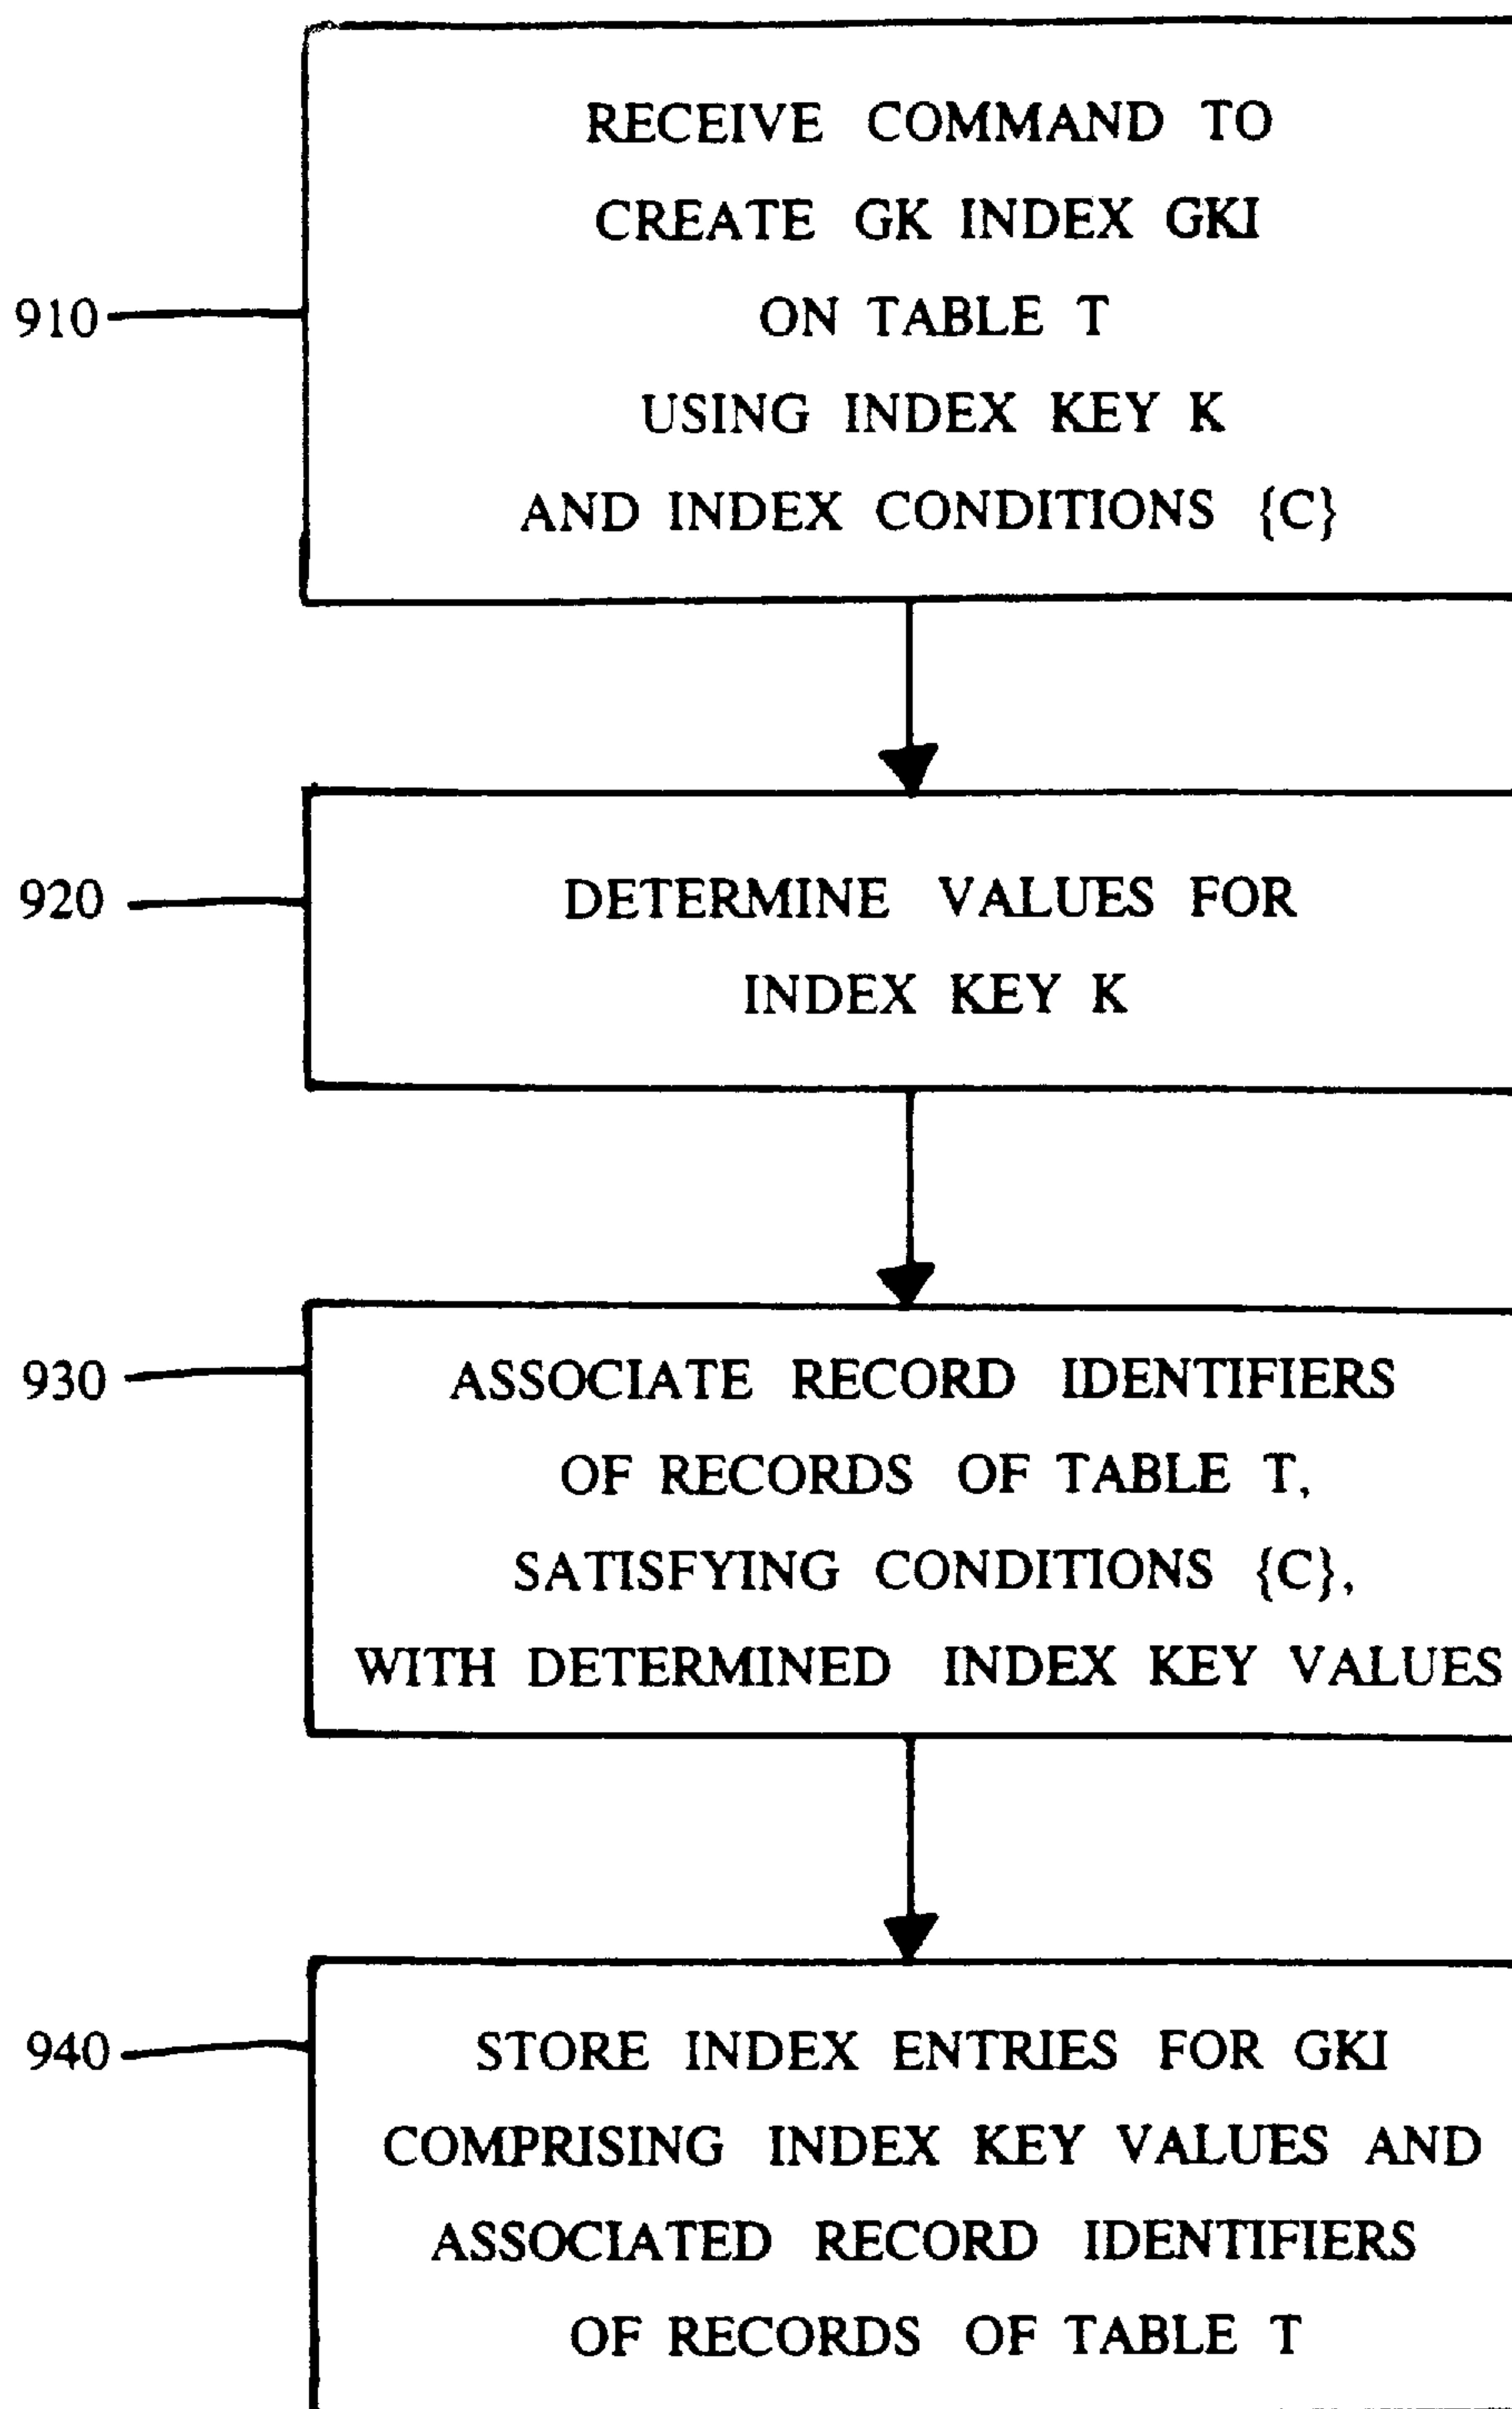 RECEIVE COMMAND TO
CREATE GK INDEX GKI
ON TABLE T
USING INDEX KEY K
AND INDEX CONDITIONS {C}
910
DETERMINE VALUES FOR
INDEX KEY K
920
ASSOCIATE RECORD IDENTIFIERS
OF RECORDS OF TABLE T,
SATISFYING CONDITIONS {C},
WITH DETERMINED INDEX KEY VALUES
930
STORE INDEX ENTRIES FOR GKI
COMPRISING INDEX KEY VALUES AND
ASSOCIATED RECORD IDENTIFIERS
OF RECORDS OF TABLE T
940